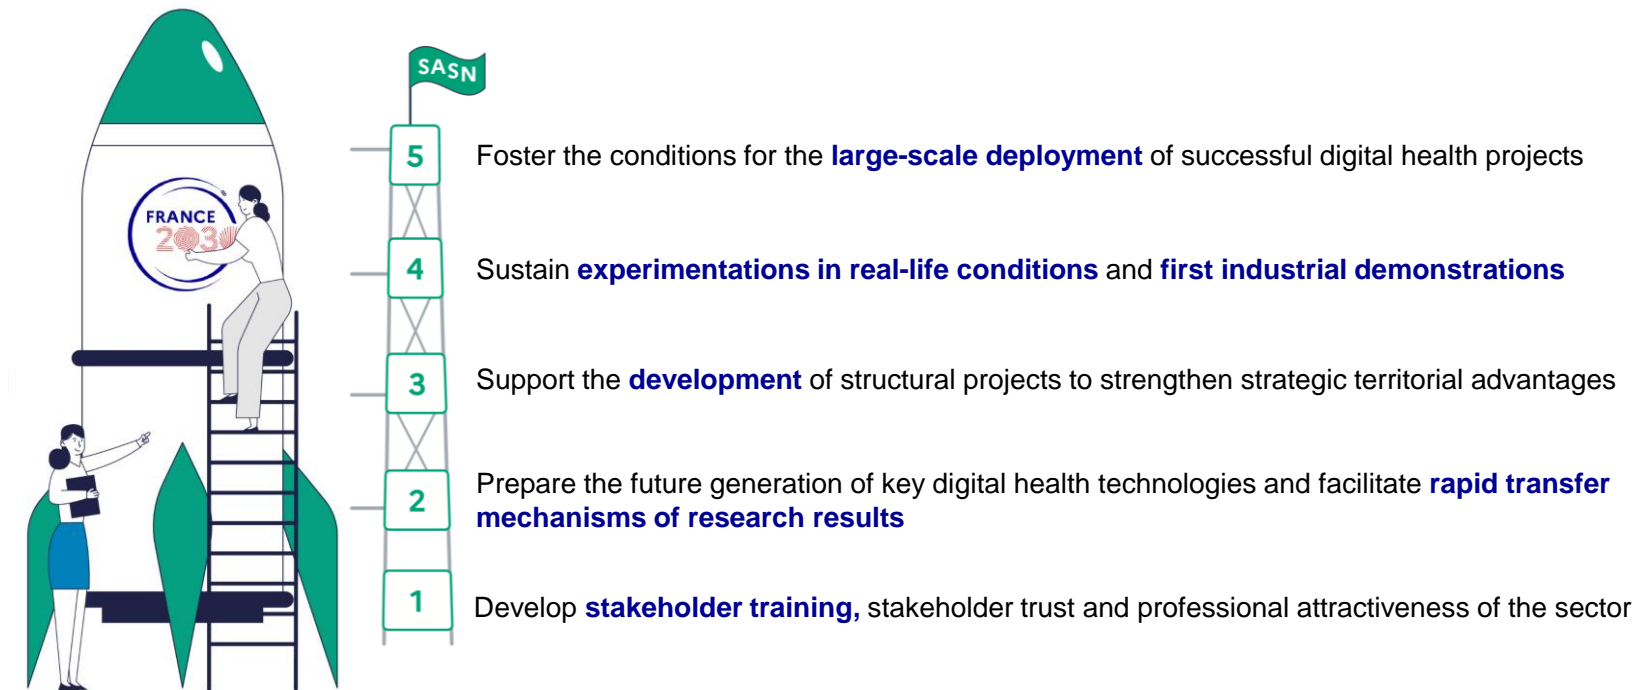 SASN
5 Foster the conditions for the large-scale deployment of successful digital health projects
FRANCE
2030
4 Sustain experimentations in real-life conditions and first industrial demonstrations
3 Support the development of structural projects to strengthen strategic territorial advantages
2 Prepare the future generation of key digital health technologies and facilitate rapid transfer
mechanisms of research results
1 Develop stakeholder training, stakeholder trust and professional attractiveness of the sector